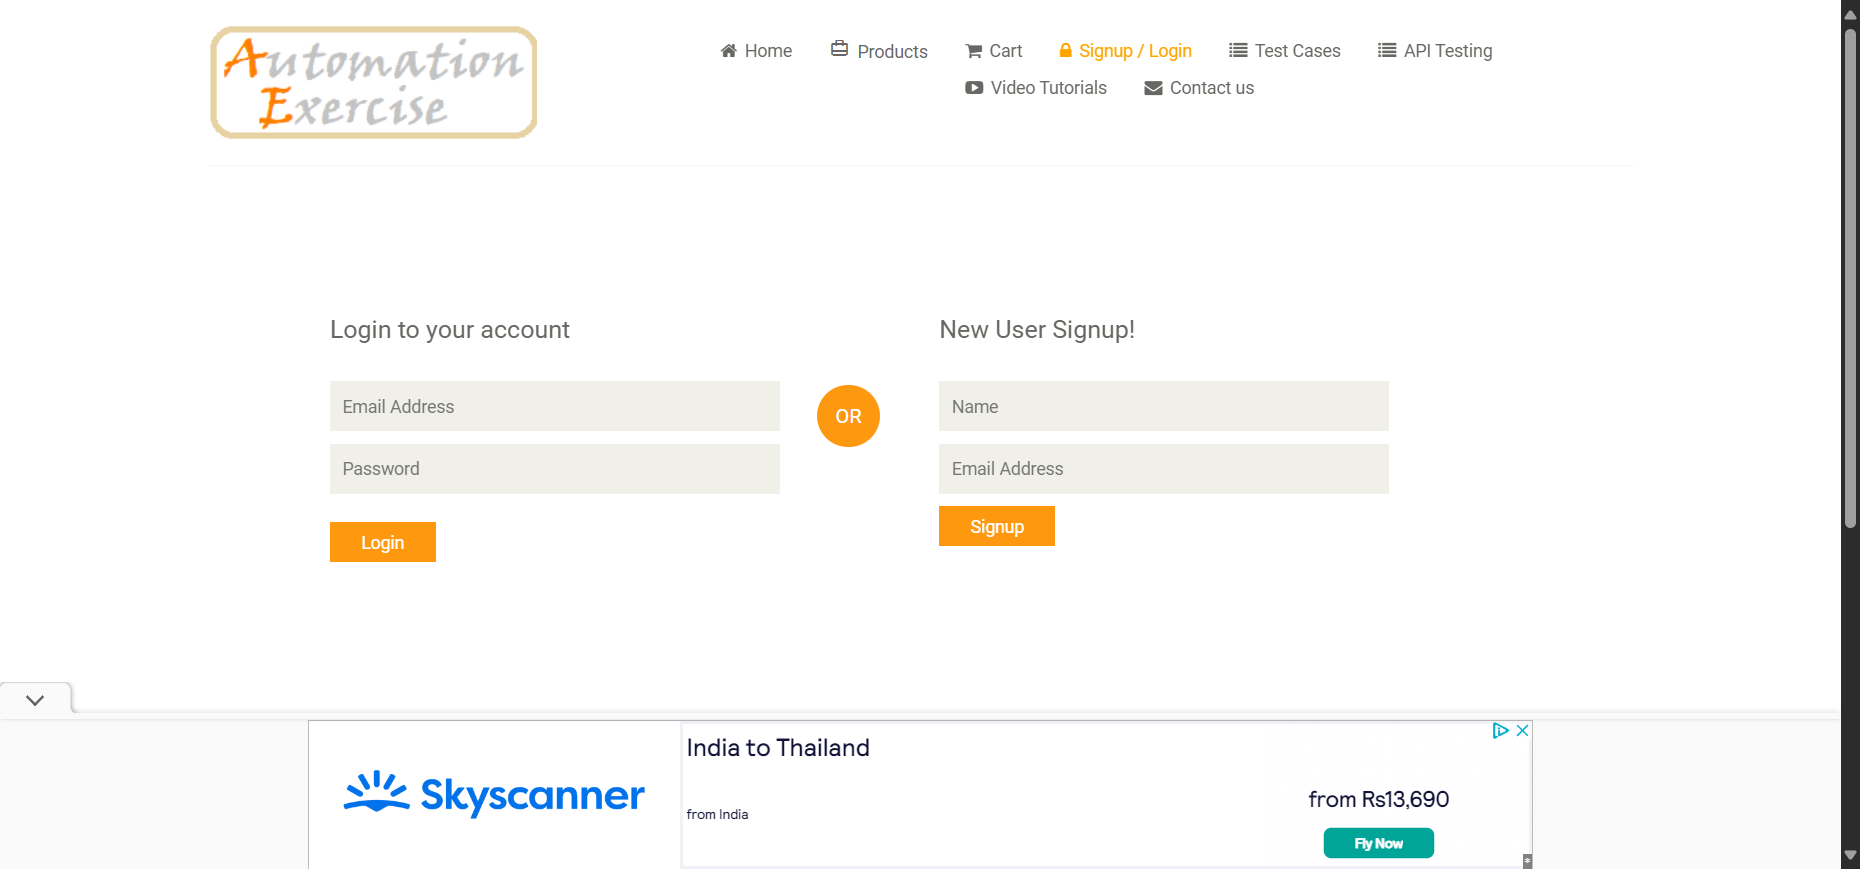 Automation
Exercise
Home Products Cart Signup / Login Test Cases API Testing
Video Tutorials Contact us
Login to your account
Email Address
Password
Login
OR
New User Signup!
Name
Email Address
Signup
Skyscanner
India to Thailand
from India
from Rs13,690
Fly Now